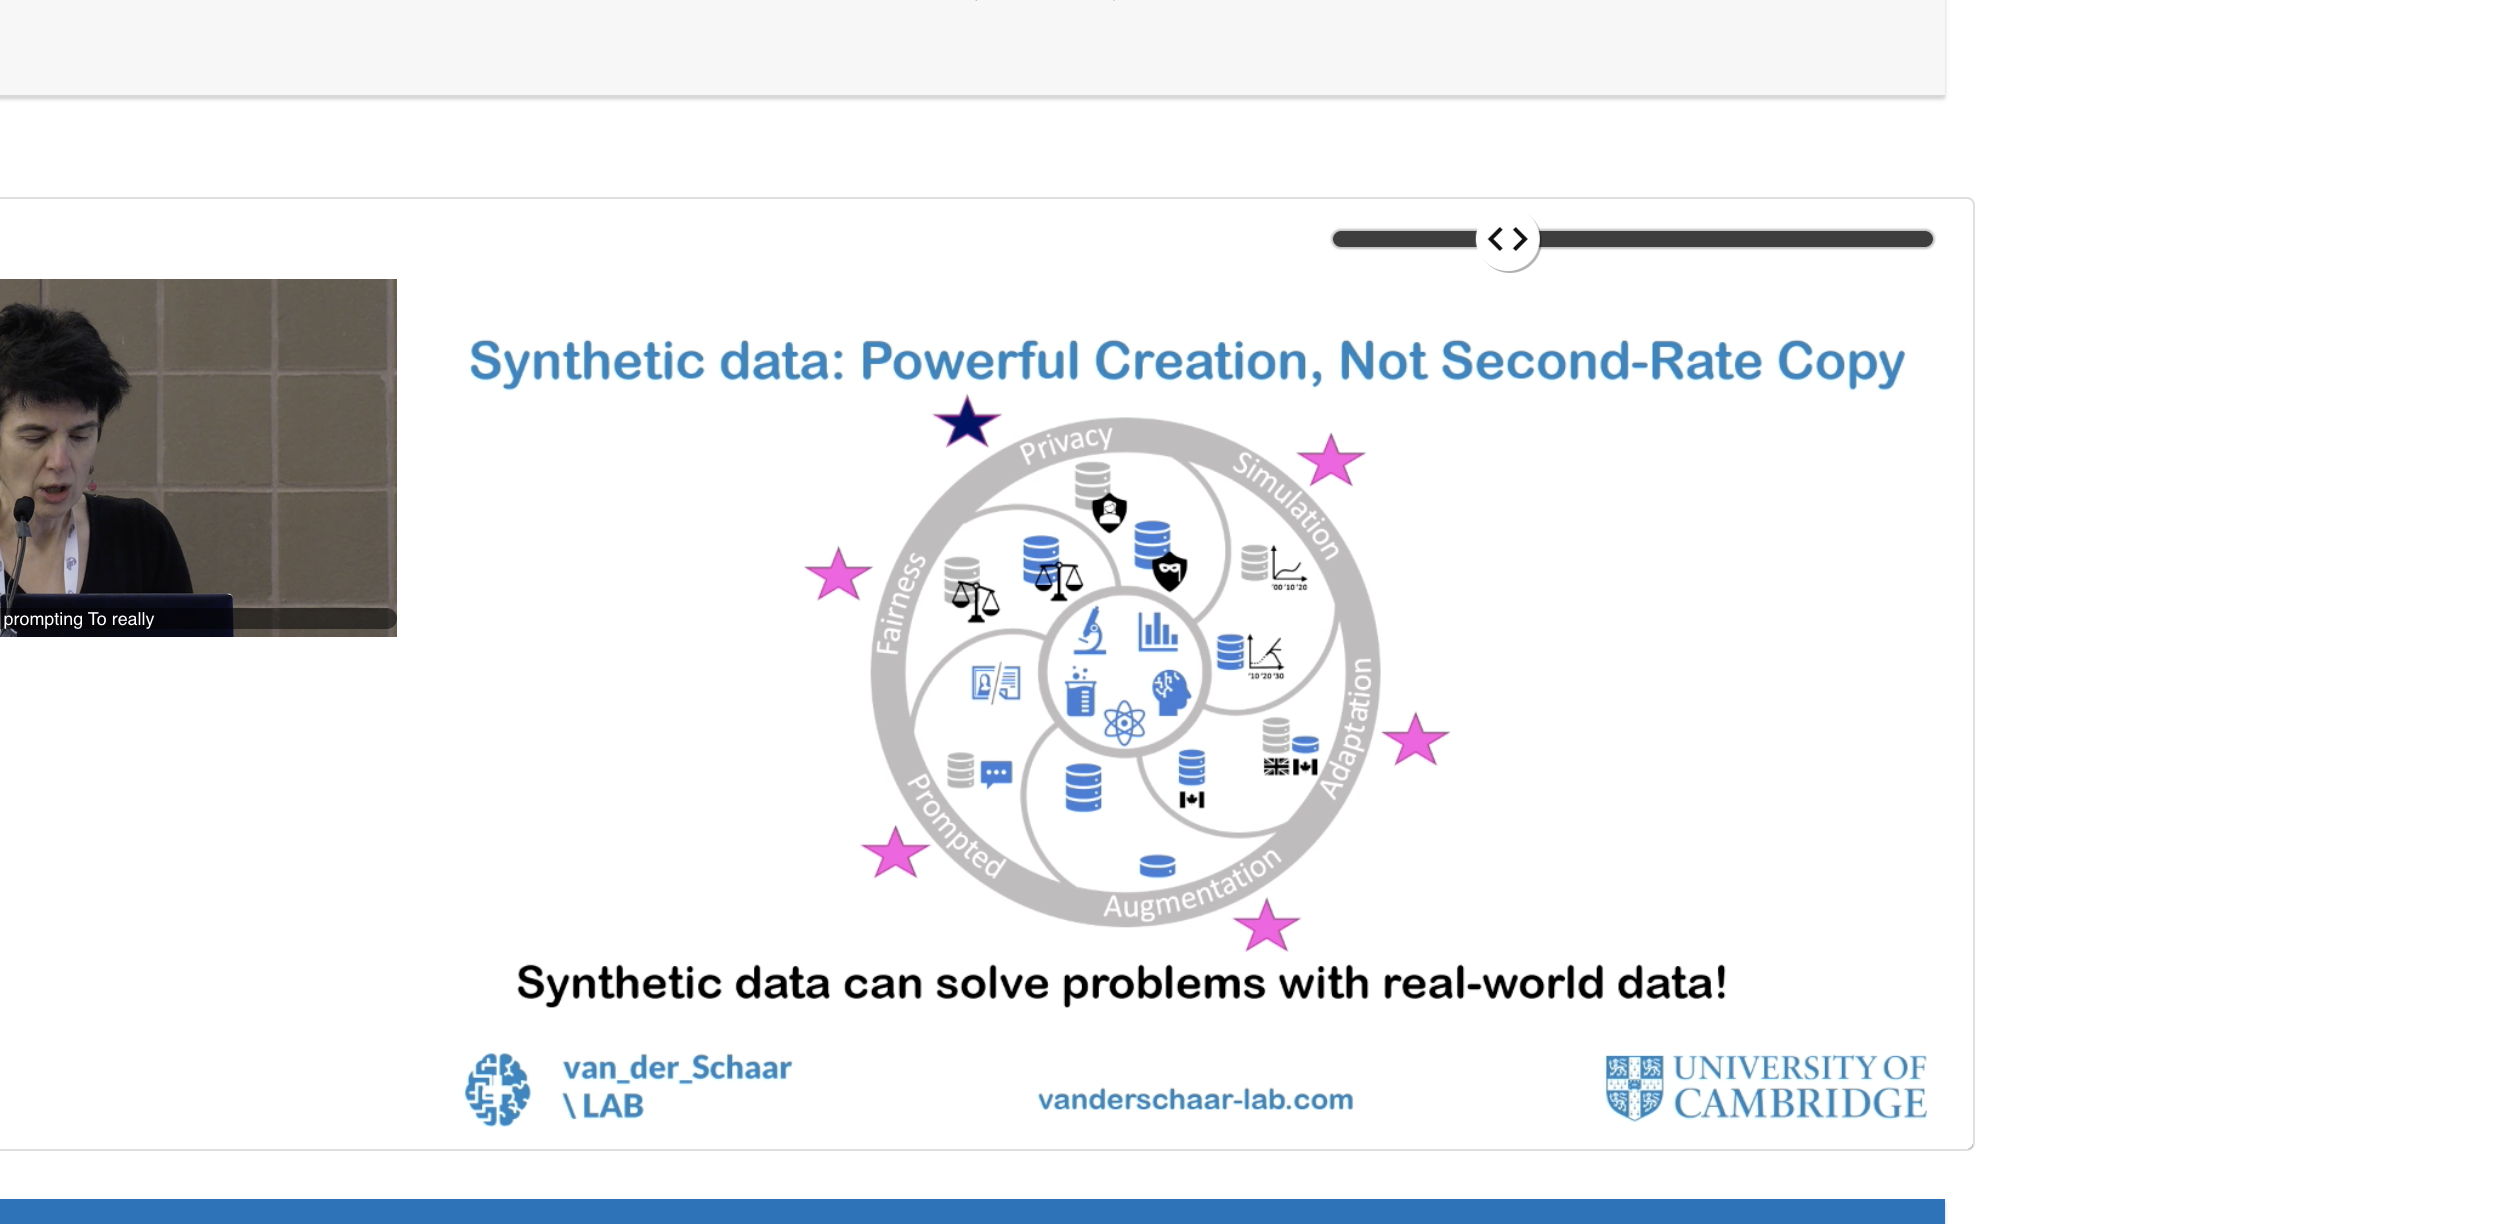 Synthetic data: Powerful Creation, Not Second-Rate Copy
Privacy
Simulation
Fairness
'00 '10 '20
'10 '20 '30
Adaptation
Prompted
Augmentation
prompting To really
Synthetic data can solve problems with real-world data!
van_der_Schaar
\ LAB
vanderschaar-lab.com
UNIVERSITY OF
CAMBRIDGE